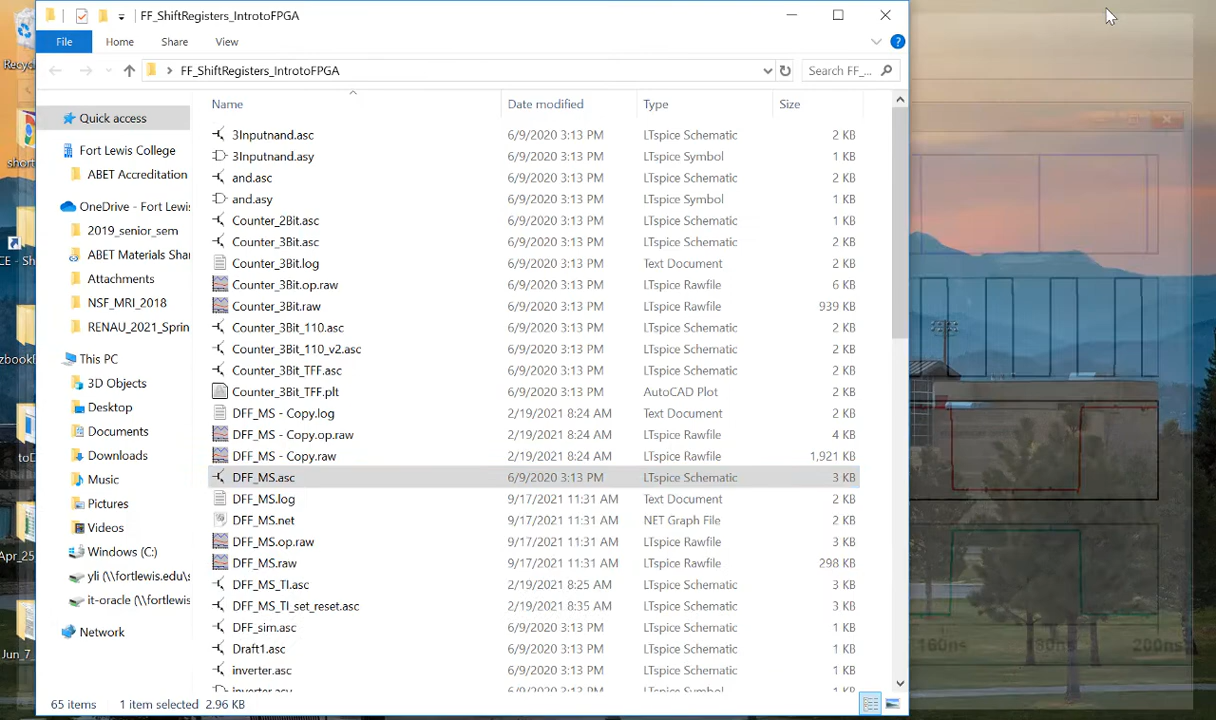 FF_ShiftRegisters_IntrotoFPGA
File Home Share View
FF_ShiftRegisters_IntrotoFPGA Search FF_...
Name Date modified Type Size
Quick access
Fort Lewis College
ABET Accreditation
OneDrive - Fort Lewis
2019_senior_sem
ABET Materials Shar
Attachments
NSF_MRI_2018
RENAU_2021_Sprin
This PC
3D Objects
Desktop
Documents
Downloads
Music
Pictures
Videos
Windows (C:)
yli (\\fortlewis.edu\s
it-oracle (\\fortlewis
Network
3Inputnand.asc 6/9/2020 3:13 PM LTspice Schematic 2 KB
3Inputnand.asy 6/9/2020 3:13 PM LTspice Symbol 1 KB
and.asc 6/9/2020 3:13 PM LTspice Schematic 2 KB
and.asy 6/9/2020 3:13 PM LTspice Symbol 1 KB
Counter_2Bit.asc 6/9/2020 3:13 PM LTspice Schematic 2 KB
Counter_3Bit.asc 6/9/2020 3:13 PM LTspice Schematic 2 KB
Counter_3Bit.log 6/9/2020 3:13 PM Text Document 2 KB
Counter_3Bit.op.raw 6/9/2020 3:13 PM LTspice Rawfile 6 KB
Counter_3Bit.raw 6/9/2020 3:13 PM LTspice Rawfile 939 KB
Counter_3Bit_110.asc 6/9/2020 3:13 PM LTspice Schematic 2 KB
Counter_3Bit_110_v2.asc 6/9/2020 3:13 PM LTspice Schematic 2 KB
Counter_3Bit_TFF.asc 6/9/2020 3:13 PM LTspice Schematic 2 KB
Counter_3Bit_TFF.plt 6/9/2020 3:13 PM AutoCAD Plot 2 KB
DFF_MS - Copy.log 2/19/2021 8:24 AM Text Document 2 KB
DFF_MS - Copy.op.raw 2/19/2021 8:24 AM LTspice Rawfile 4 KB
DFF_MS - Copy.raw 2/19/2021 8:24 AM LTspice Rawfile 1,921 KB
DFF_MS.asc 6/9/2020 3:13 PM LTspice Schematic 3 KB
DFF_MS.log 9/17/2021 11:31 AM Text Document 2 KB
DFF_MS.net 9/17/2021 11:31 AM NET Graph File 2 KB
DFF_MS.op.raw 9/17/2021 11:31 AM LTspice Rawfile 3 KB
DFF_MS.raw 9/17/2021 11:31 AM LTspice Rawfile 298 KB
DFF_MS_TI.asc 2/19/2021 8:25 AM LTspice Schematic 3 KB
DFF_MS_TI_set_reset.asc 2/19/2021 8:35 AM LTspice Schematic 3 KB
DFF_sim.asc 6/9/2020 3:13 PM LTspice Schematic 3 KB
Draft1.asc 6/9/2020 3:13 PM LTspice Schematic 3 KB
inverter.asc 6/9/2020 3:13 PM LTspice Schematic 1 KB
65 items 1 item selected 2.96 KB
160ns 180ns 200ns